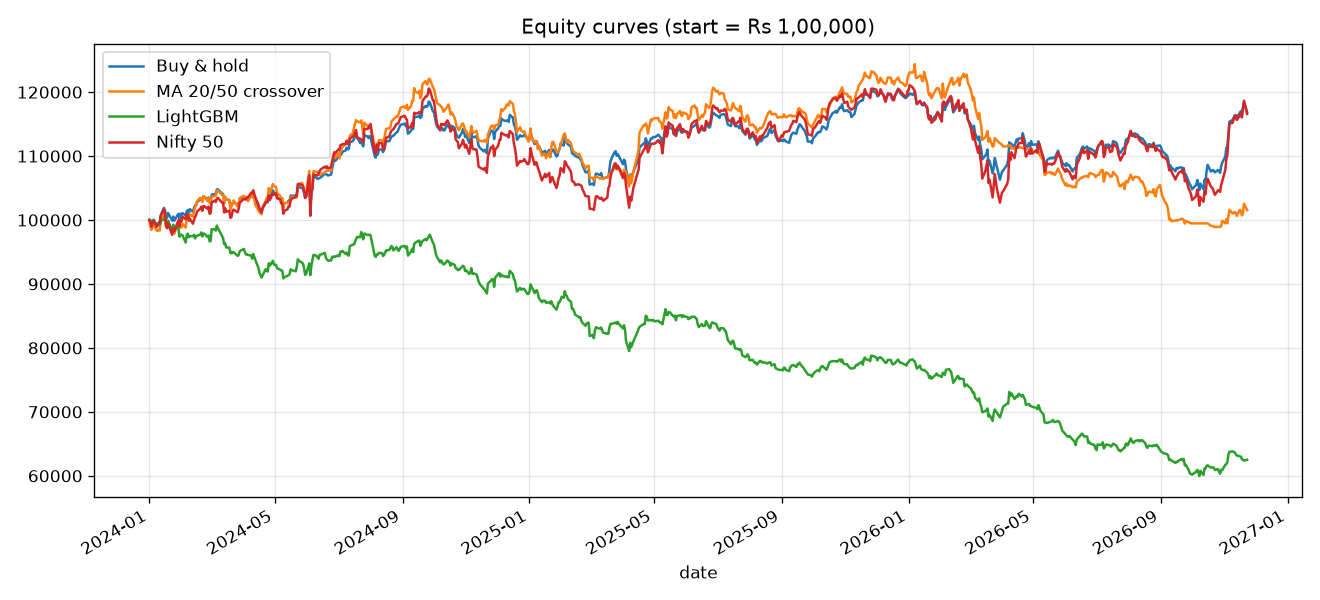 Equity curves (start = Rs 1,00,000)
Buy & hold
MA 20/50 crossover
LightGBM
Nifty 50
120000
110000
100000
90000
80000
70000
60000
2024-01
2024-05
2024-09
2025-01
2025-05
2025-09
2026-01
2026-05
2026-09
2027-01
date